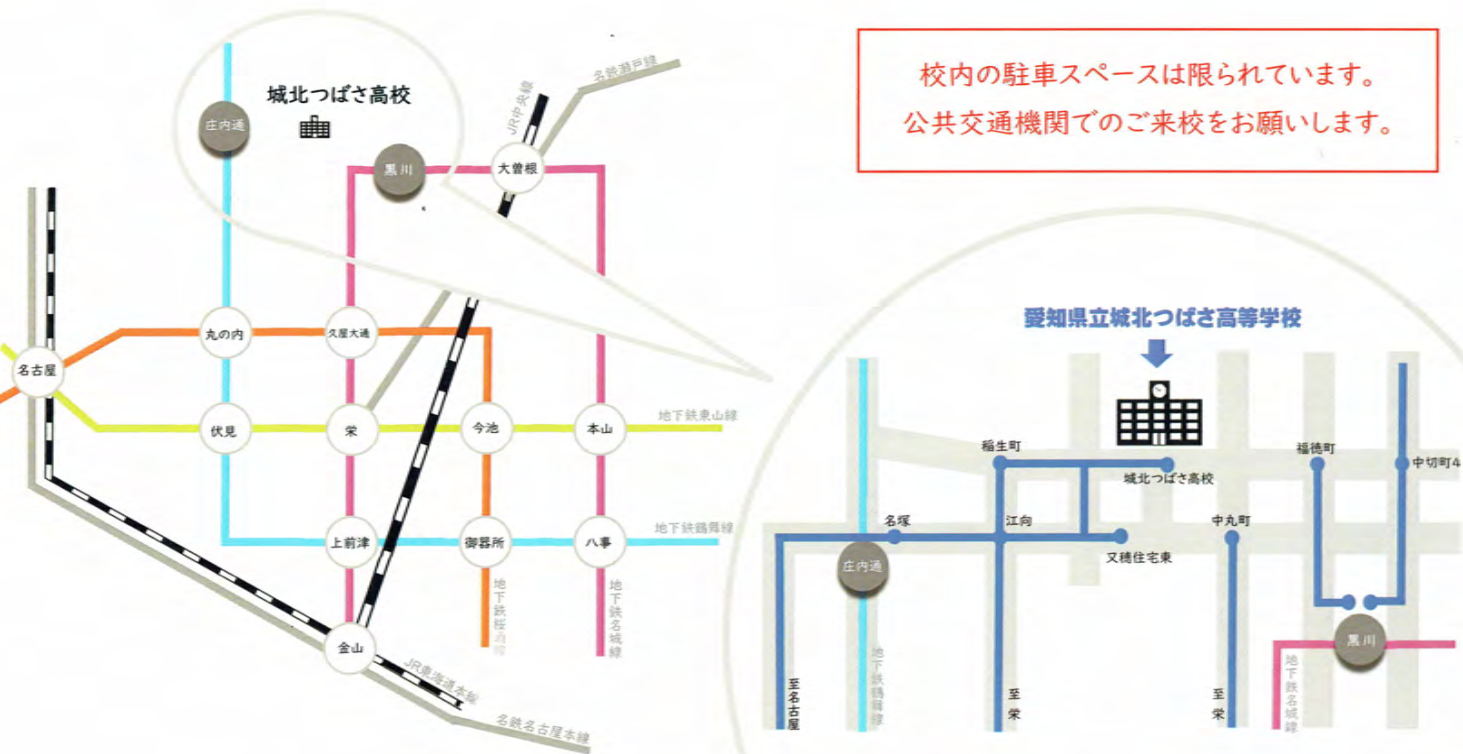 校内の駐車スペースは限られています。
公共交通機関でのご来校をお願いします。
名鉄瀬戸線
JR中央線
城北つばさ高校
庄内通
黒川
大曽根
丸の内
久屋大通
名古屋
伏見
栄
今池
本山
地下鉄東山線
上前津
御器所
八事
地下鉄鶴舞線
地下鉄桜通線
地下鉄名城線
金山
JR東海道本線
名鉄名古屋本線
愛知県立城北つばさ高等学校
稲生町
城北つばさ高校
福徳町
中切町4
名塚
江向
又穂住宅東
中丸町
庄内通
黒川
至名古屋
地下鉄鶴舞線
至栄
至栄
地下鉄名城線